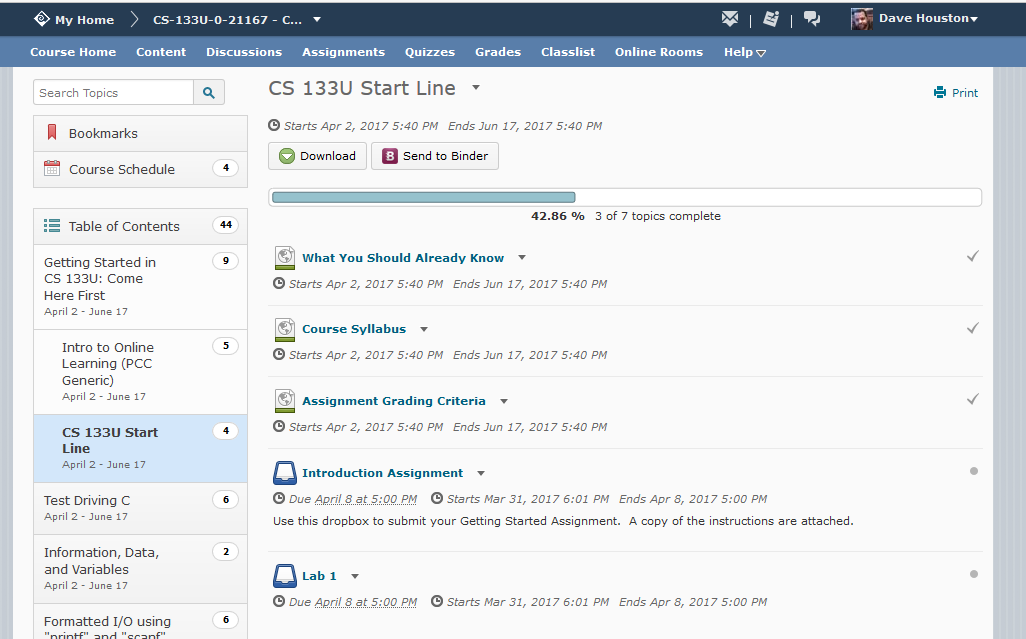 My Home CS-133U-0-21167 - C... Dave Houston
Course Home Content Discussions Assignments Quizzes Grades Classlist Online Rooms Help
Search Topics
Bookmarks
Course Schedule 4
Table of Contents 44
Getting Started in 9
CS 133U: Come
Here First
April 2 - June 17
Intro to Online 5
Learning (PCC
Generic)
April 2 - June 17
CS 133U Start 4
Line
April 2 - June 17
Test Driving C 6
April 2 - June 17
Information, Data, 2
and Variables
April 2 - June 17
Formatted I/O using 6
"printf" and "scanf"
CS 133U Start Line
Print
Starts Apr 2, 2017 5:40 PM Ends Jun 17, 2017 5:40 PM
Download B Send to Binder
42.86 % 3 of 7 topics complete
What You Should Already Know
Starts Apr 2, 2017 5:40 PM Ends Jun 17, 2017 5:40 PM
Course Syllabus
Starts Apr 2, 2017 5:40 PM Ends Jun 17, 2017 5:40 PM
Assignment Grading Criteria
Starts Apr 2, 2017 5:40 PM Ends Jun 17, 2017 5:40 PM
Introduction Assignment
Due April 8 at 5:00 PM Starts Mar 31, 2017 6:01 PM Ends Apr 8, 2017 5:00 PM
Use this dropbox to submit your Getting Started Assignment. A copy of the instructions are attached.
Lab 1
Due April 8 at 5:00 PM Starts Mar 31, 2017 6:01 PM Ends Apr 8, 2017 5:00 PM